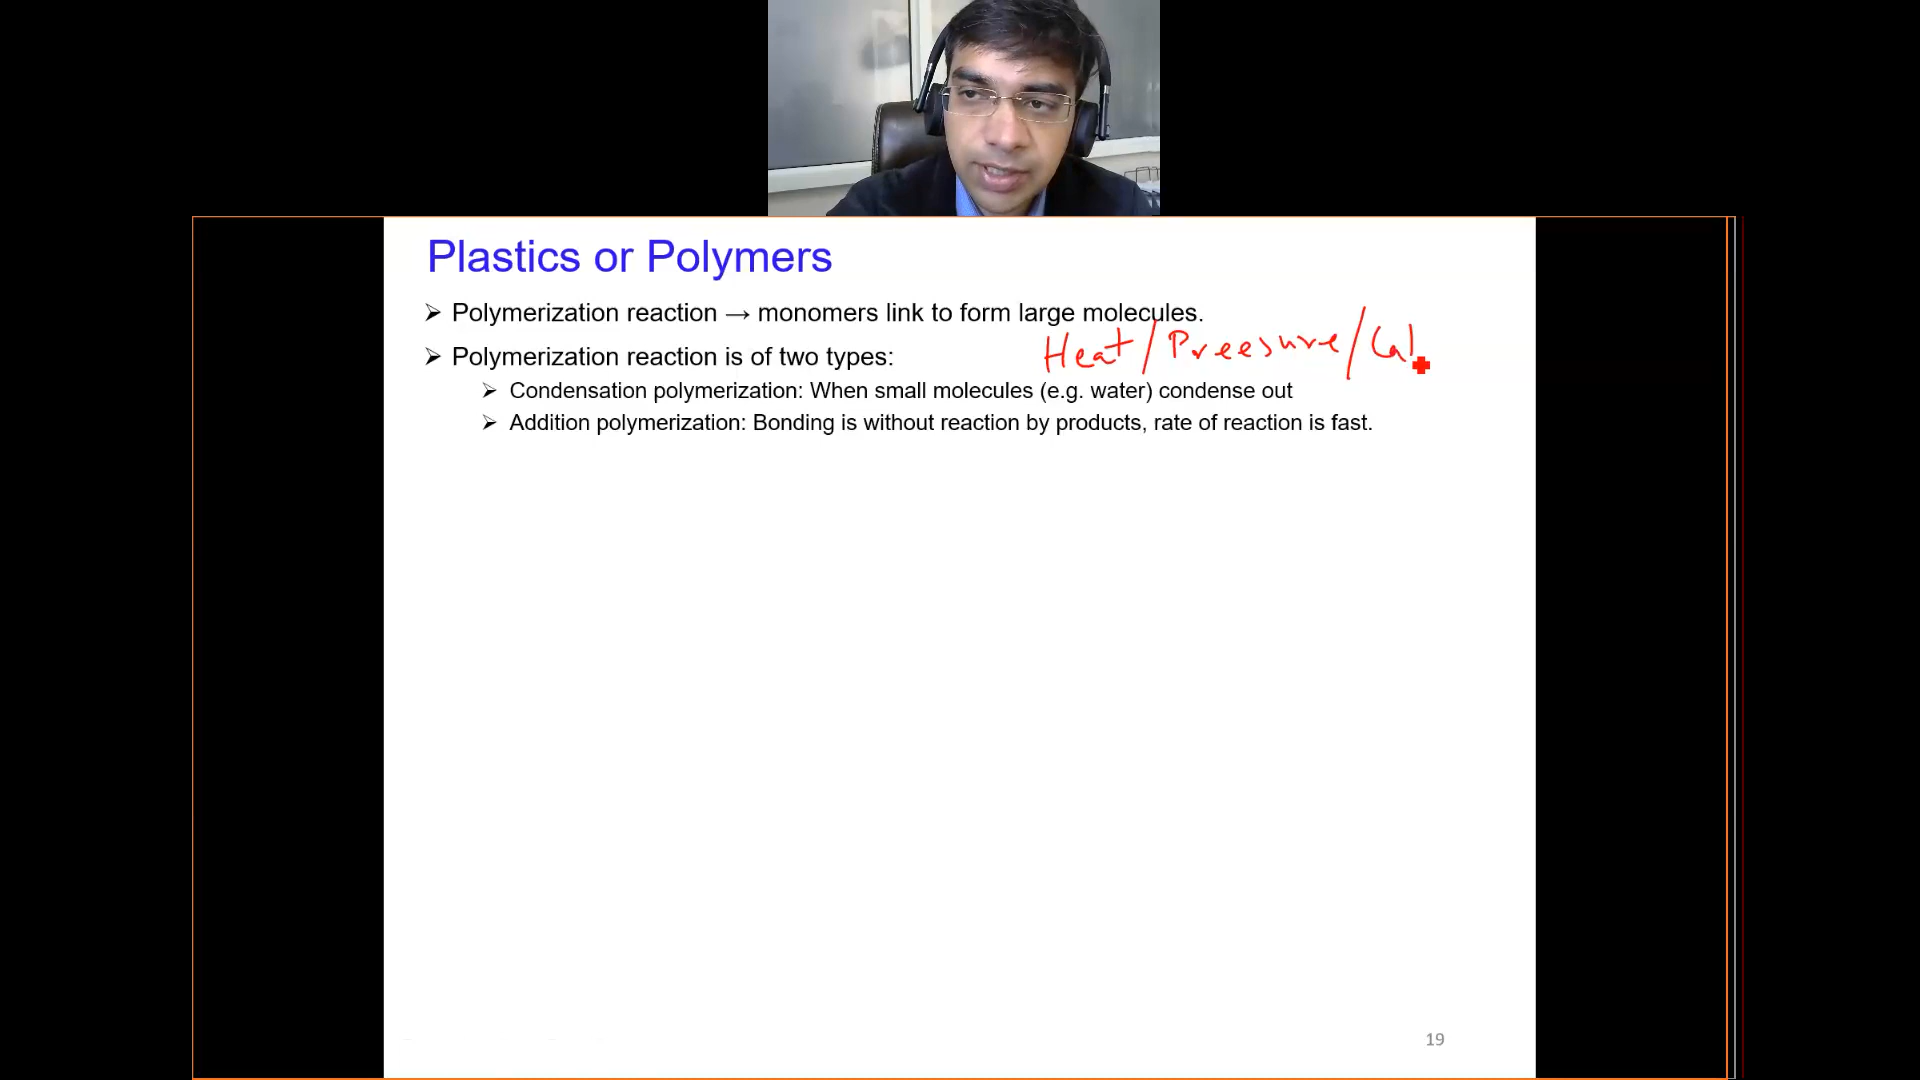 Plastics or Polymers
➢ Polymerization reaction → monomers link to form large molecules.
Heat/Preesure/Cal
➢ Polymerization reaction is of two types:
➢ Condensation polymerization: When small molecules (e.g. water) condense out
➢ Addition polymerization: Bonding is without reaction by products, rate of reaction is fast.
19